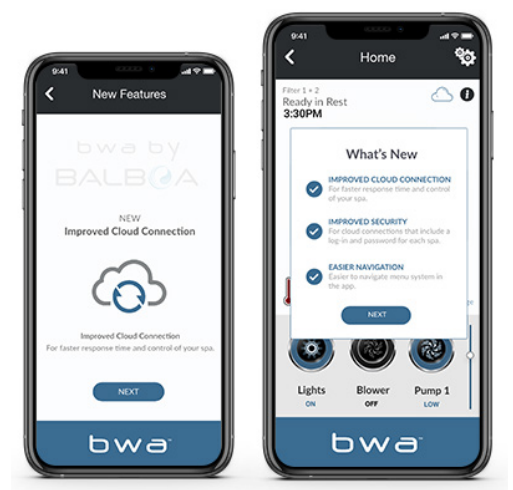 9:41
New Features
bwa by
BALBOA
NEW
Improved Cloud Connection
Improved Cloud Connection
For faster response time and control of your spa.
NEXT
bwa
9:41
Home
Filter 1 + 2
Ready in Rest
3:30PM
What's New
IMPROVED CLOUD CONNECTION
For faster response time and control
of your spa.
IMPROVED SECURITY
For cloud connections that include a
log-in and password for each spa.
EASIER NAVIGATION
Easier to navigate menu system in
the app.
NEXT
Lights
Blower
Pump 1
ON
OFF
LOW
bwa